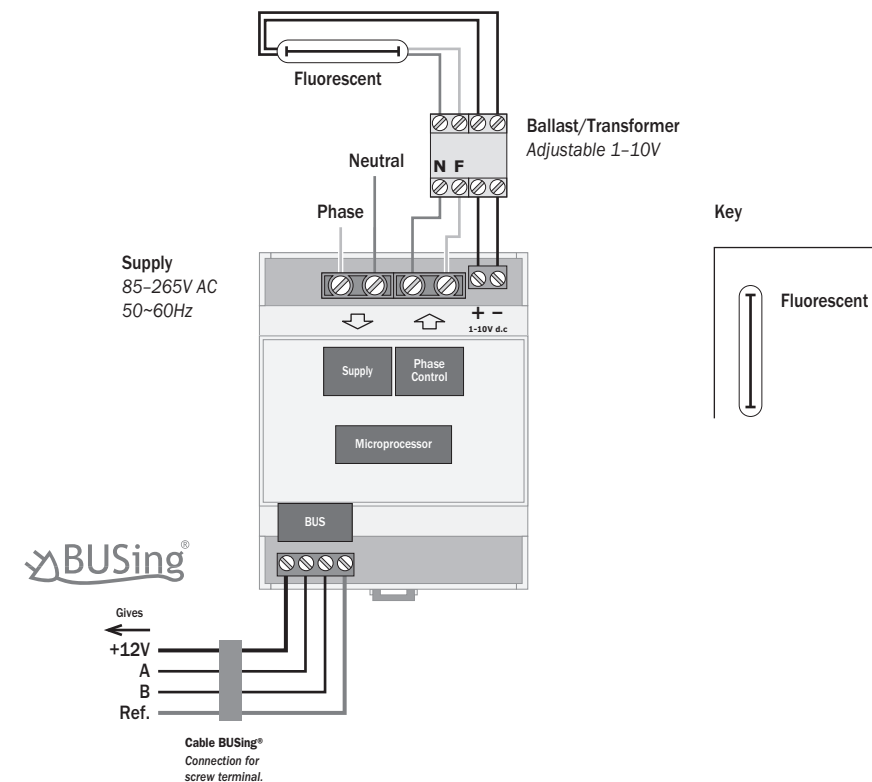 Fluorescent
Ballast/Transformer
Adjustable 1–10V
N F
Neutral
Phase
Key
Supply
85–265V AC
50~60Hz
Fluorescent
+ –
1-10V d.c
Supply
Phase
Control
Microprocessor
BUS
BUSing®
Gives
+12V
A
B
Ref.
Cable BUSing®
Connection for
screw terminal.